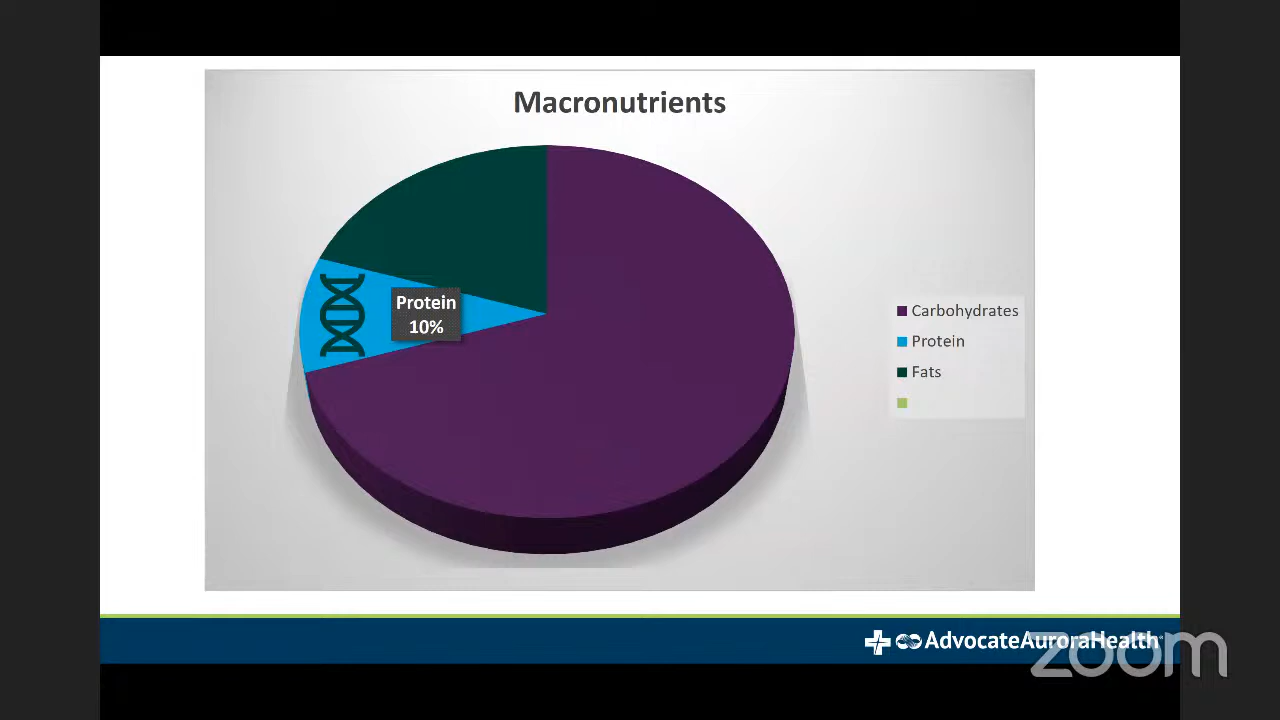 Macronutrients
Protein
10%
Carbohydrates
Protein
Fats
AdvocateAuroraHealth
zoom